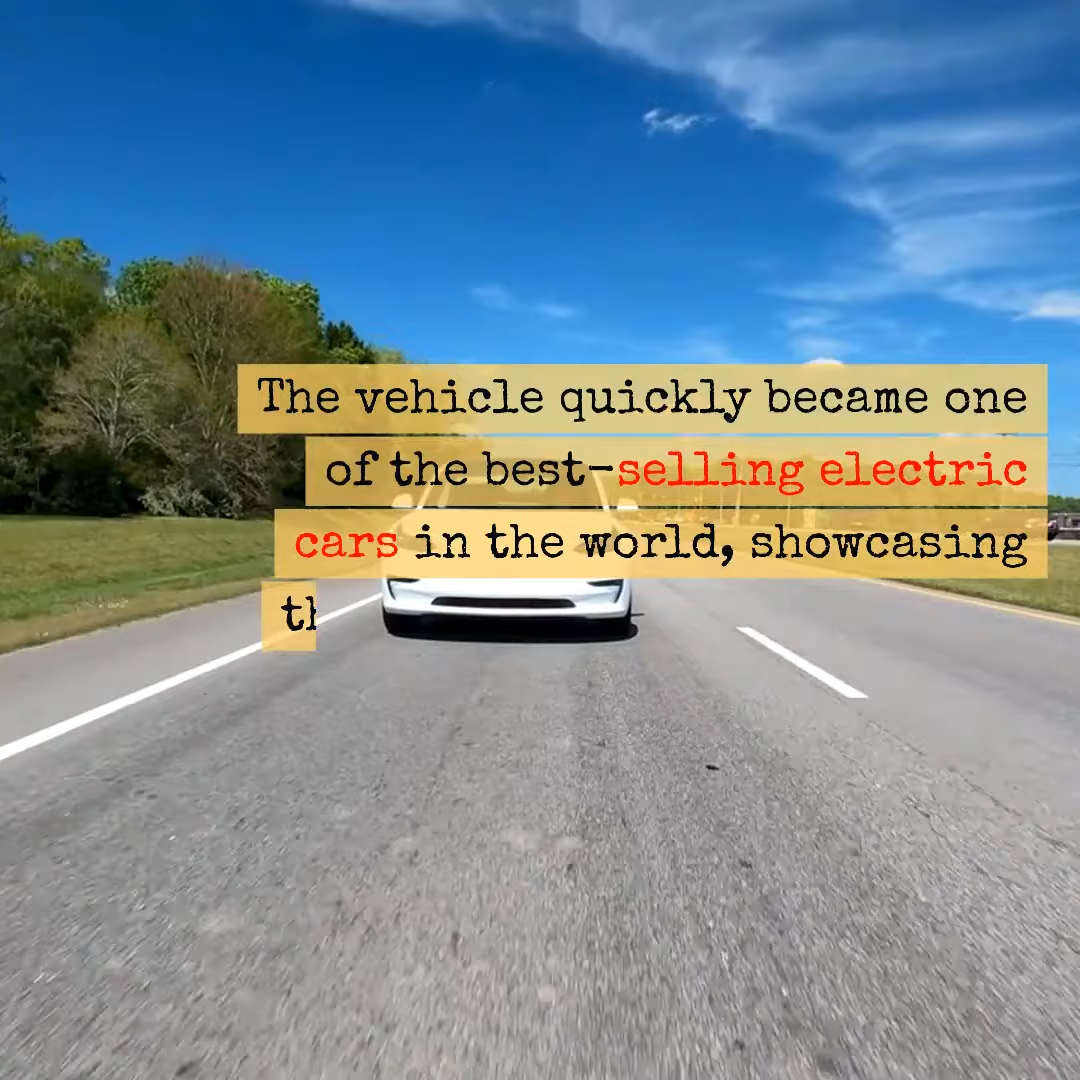 The vehicle quickly became one
of the best-selling electric
cars in the world, showcasing